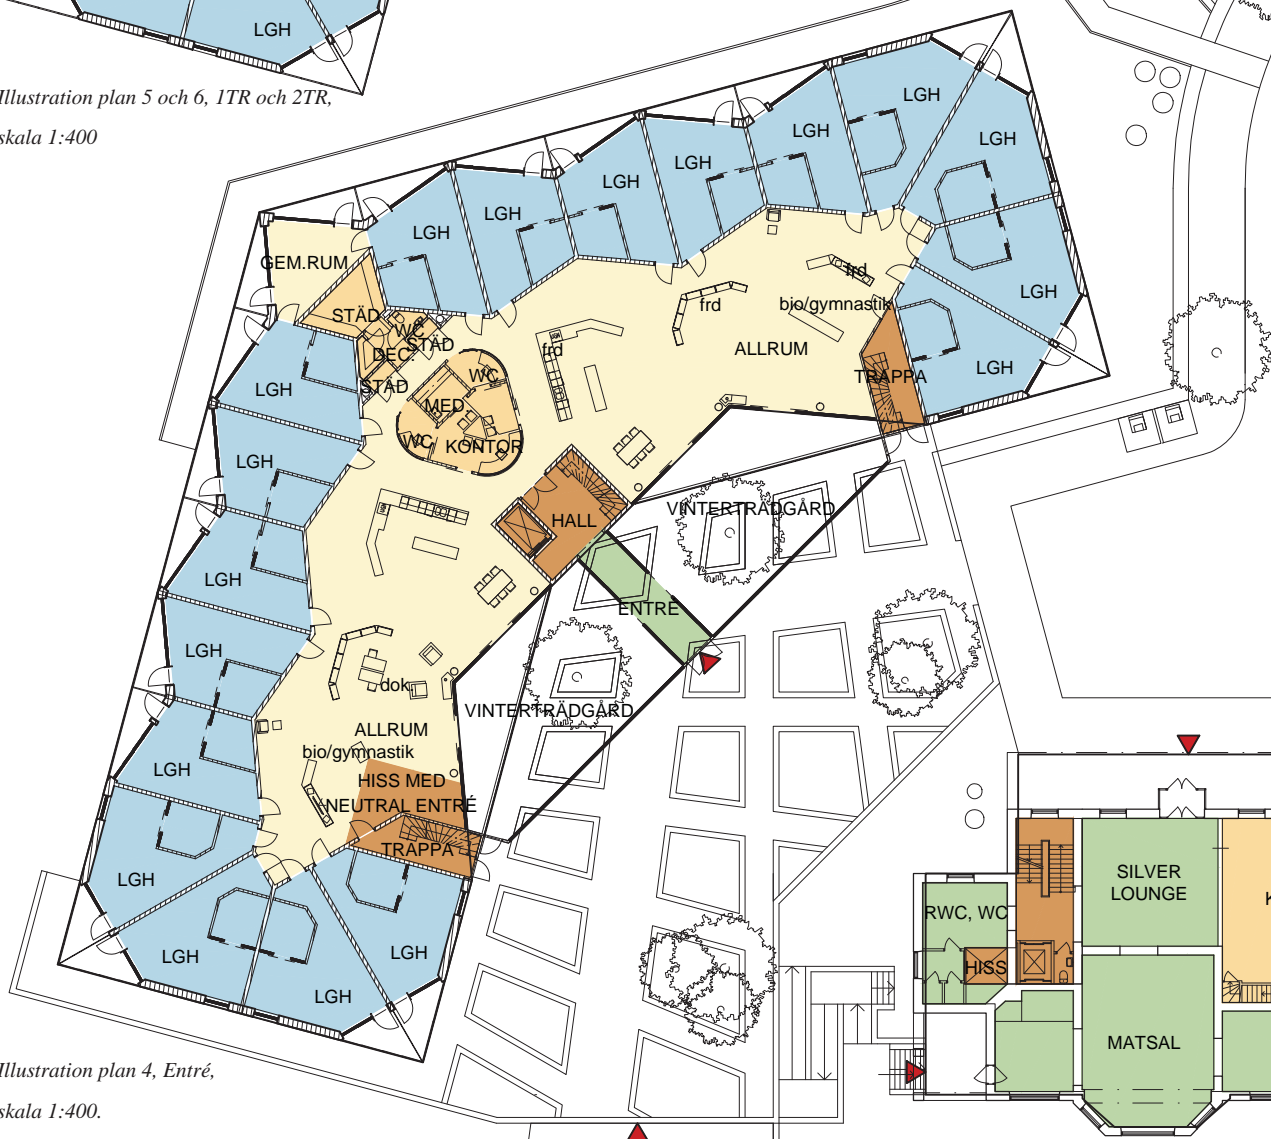 LGH
Illustration plan 5 och 6, 1TR och 2TR,
skala 1:400
LGH
LGH
LGH
LGH
LGH
LGH
LGH
LGH
LGH
GEM.RUM
STÄD
WC
STÄD
DEC.
STÄD
WC
MED
WC
KONTOR
frd
frd
frd
bio/gymnastik
ALLRUM
TRAPPA
LGH
LGH
LGH
HALL
VINTERTRÄDGÅRD
LGH
ENTRÉ
LGH
dok.
VINTERTRÄDGÅRD
ALLRUM
bio/gymnastik
LGH
HISS MED
NEUTRAL ENTRÉ
TRAPPA
LGH
LGH
LGH
LGH
SILVER
LOUNGE
K
RWC, WC
HISS
MATSAL
Illustration plan 4, Entré,
skala 1:400.